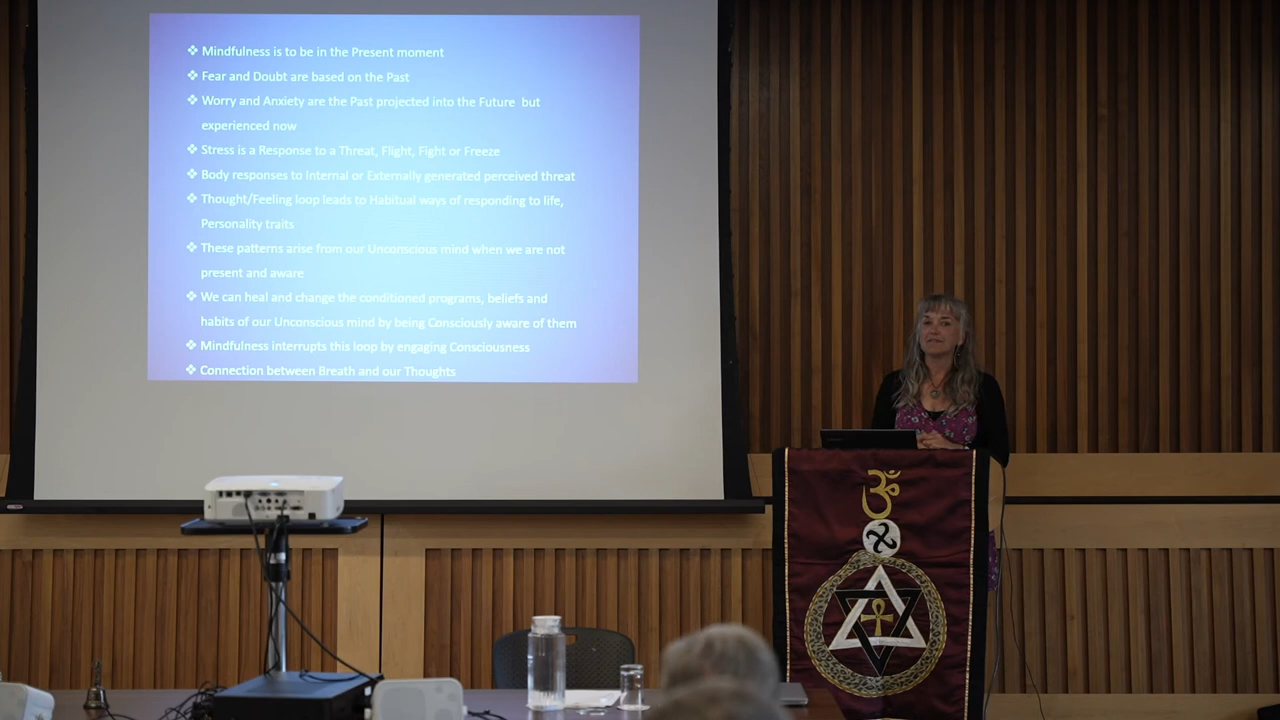 ❖ Mindfulness is to be in the Present moment
❖ Fear and Doubt are based on the Past
❖ Worry and Anxiety are the Past projected into the Future but
experienced now
❖ Stress is a Response to a Threat, Flight, Fight or Freeze
❖ Body responses to Internal or Externally generated perceived threat
❖ Thought/Feeling loop leads to Habitual ways of responding to life,
Personality traits
❖ These patterns arise from our Unconscious mind when we are not
present and aware
❖ We can heal and change the conditioned programs, beliefs and
habits of our Unconscious mind by being Consciously aware of them
❖ Mindfulness interrupts this loop by engaging Consciousness
❖ Connection between Breath and our Thoughts
ॐ